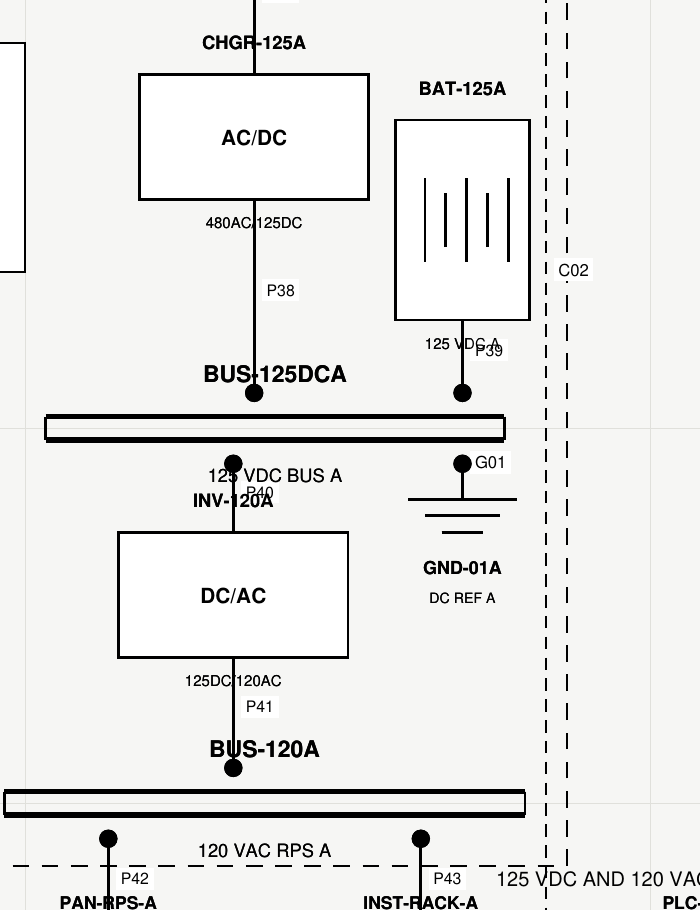 CHGR-125A
BAT-125A
AC/DC
480AC/125DC
C02
P38
125 VDC A
P39
BUS-125DCA
G01
125 VDC BUS A
P40
INV-120A
GND-01A
DC/AC
DC REF A
125DC/120AC
P41
BUS-120A
120 VAC RPS A
P42
P43
125 VDC AND 120 VAC
PAN-RPS-A
INST-RACK-A
PLC